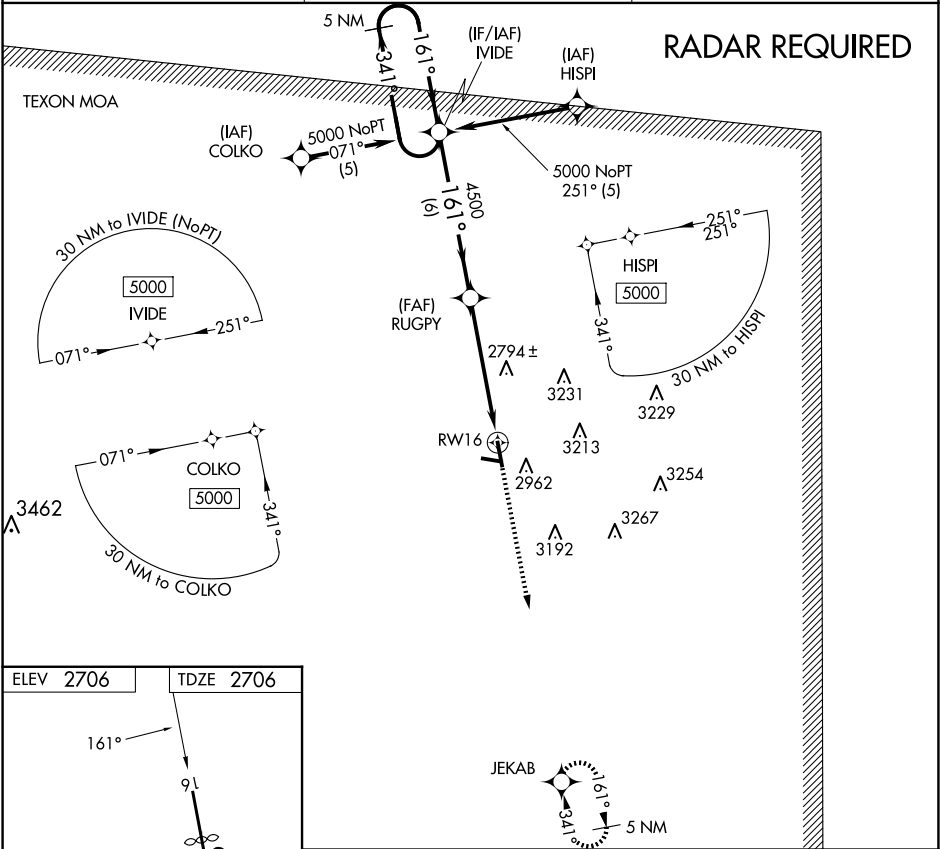 RADAR REQUIRED
5 NM
341°
161°
(IF/IAF)
IVIDE
(IAF)
HISPI
TEXON MOA
(IAF)
COLKO
5000 NoPT
071°
(5)
5000 NoPT
251° (5)
4500
161°
(6)
30 NM to IVIDE (NoPT)
5000
IVIDE
071°
251°
251°
251°
HISPI
5000
341°
30 NM to HISPI
(FAF)
RUGPY
2794 ±
3231
3229
RW16
3213
2962
3254
3267
3192
071°
COLKO
5000
341°
30 NM to COLKO
3462
ELEV 2706
TDZE 2706
161°
16
JEKAB
161°
341°
5 NM